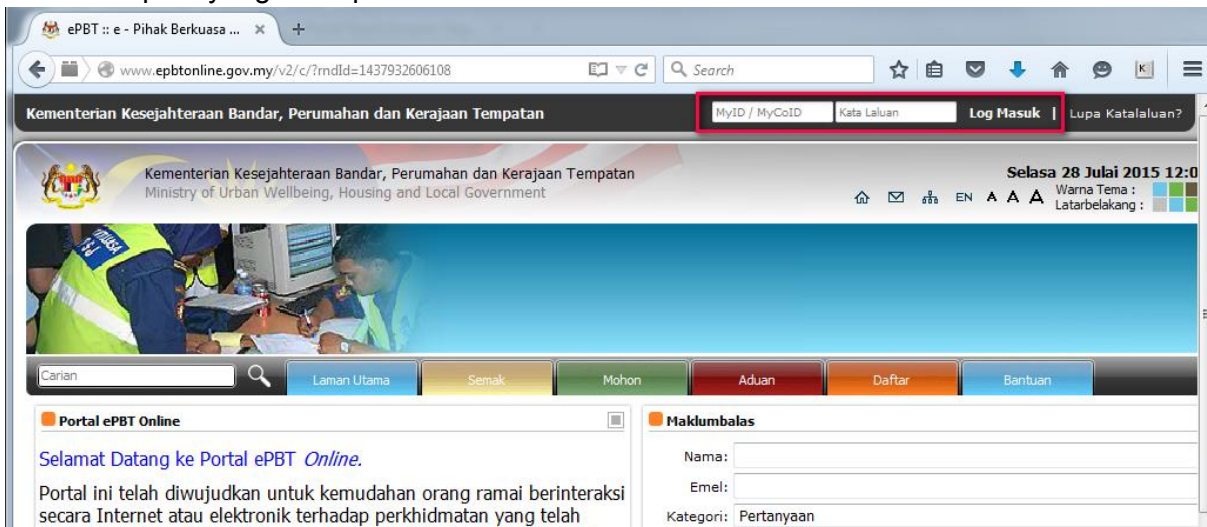 ePBT :: e - Pihak Berkuasa ...
www.epbtonline.gov.my/v2/c/?rndId=1437932606108
Search
Kementerian Kesejahteraan Bandar, Perumahan dan Kerajaan Tempatan
MyID / MyCoID
Kata Laluan
Log Masuk | Lupa Katalaluan?
Kementerian Kesejahteraan Bandar, Perumahan dan Kerajaan Tempatan
Ministry of Urban Wellbeing, Housing and Local Government
Selasa 28 Julai 2015 12:0
EN A A A
Warna Tema :
Latarbelakang :
Carian
Laman Utama
Semak
Mohon
Aduan
Daftar
Bantuan
Portal ePBT Online
Selamat Datang ke Portal ePBT Online.
Portal ini telah diwujudkan untuk kemudahan orang ramai berinteraksi
secara Internet atau elektronik terhadap perkhidmatan yang telah
Maklumbalas
Nama:
Emel:
Kategori: Pertanyaan